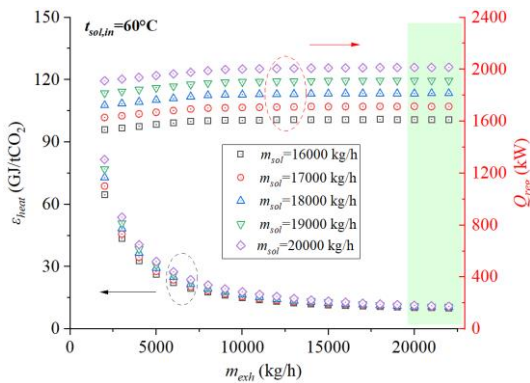 t_sol,in=60°C
150
120
90
60
30
0
ε_heat (GJ/tCO₂)
2400
2000
1600
1200
800
400
0
Q_reg (kW)
m_sol=16000 kg/h
m_sol=17000 kg/h
m_sol=18000 kg/h
m_sol=19000 kg/h
m_sol=20000 kg/h
0 5000 10000 15000 20000
m_exh (kg/h)